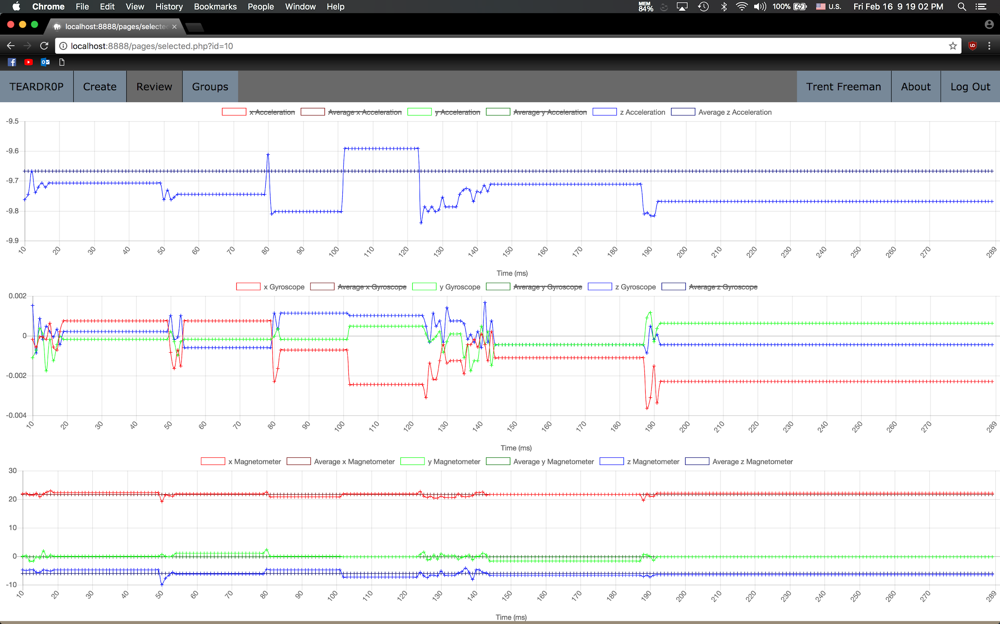 Chrome File Edit View History Bookmarks People Window Help MEM 84% 100% U.S. Fri Feb 16 9 19 02 PM
localhost:8888/pages/selected
localhost:8888/pages/selected.php?id=10
TEARDR0P Create Review Groups Trent Freeman About Log Out
x Acceleration Average x Acceleration y Acceleration Average y Acceleration z Acceleration Average z Acceleration
-9.5
-9.6
-9.7
-9.8
-9.9
10 20 30 40 50 60 70 80 90 100 110 120 130 140 150 160 170 180 190 200 210 220 230 240 250 260 270 289
Time (ms)
x Gyroscope Average x Gyroscope y Gyroscope Average y Gyroscope z Gyroscope Average z Gyroscope
0.002
0
-0.002
-0.004
10 20 30 40 50 60 70 80 90 100 110 120 130 140 150 160 170 180 190 200 210 220 230 240 250 260 270 289
Time (ms)
x Magnetometer Average x Magnetometer y Magnetometer Average y Magnetometer z Magnetometer Average z Magnetometer
30
20
10
0
-10
10 20 30 40 50 60 70 80 90 100 110 120 130 140 150 160 170 180 190 200 210 220 230 240 250 260 270 289
Time (ms)